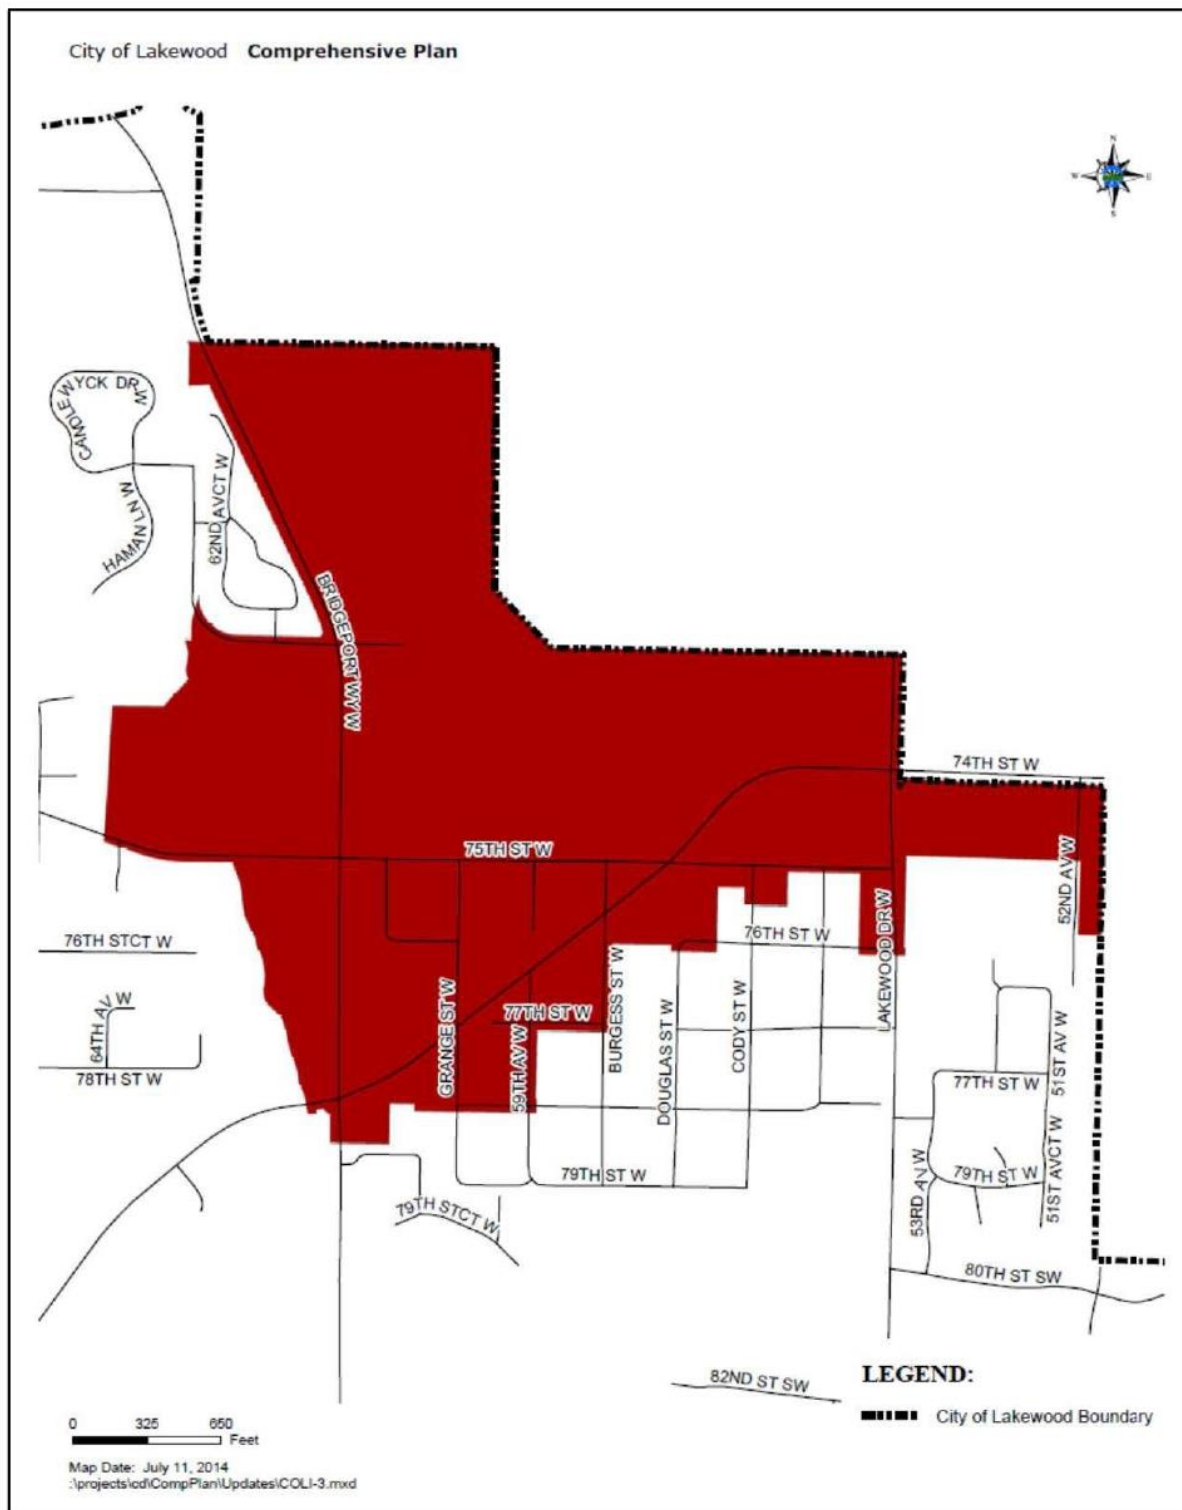 City of Lakewood Comprehensive Plan
N
W E
S
CANDLEWYCK DR W
HAMAN LN W
62ND AVCT W
BRIDGEPORT WY W
74TH ST W
75TH ST W
52ND AV W
76TH STCT W
76TH ST W
64TH AV W
78TH ST W
GRANGE ST W
77TH ST W
59TH AV W
BURGESS ST W
DOUGLAS ST W
CODY ST W
LAKEWOOD DR W
77TH ST W
51ST AV W
79TH ST W
79TH STCT W
53RD AV W
79TH ST W
51ST AVCT W
80TH ST SW
82ND ST SW
LEGEND:
City of Lakewood Boundary
0 325 650
Feet
Map Date: July 11, 2014
:\projects\cd\CompPlan\Updates\COLI-3.mxd